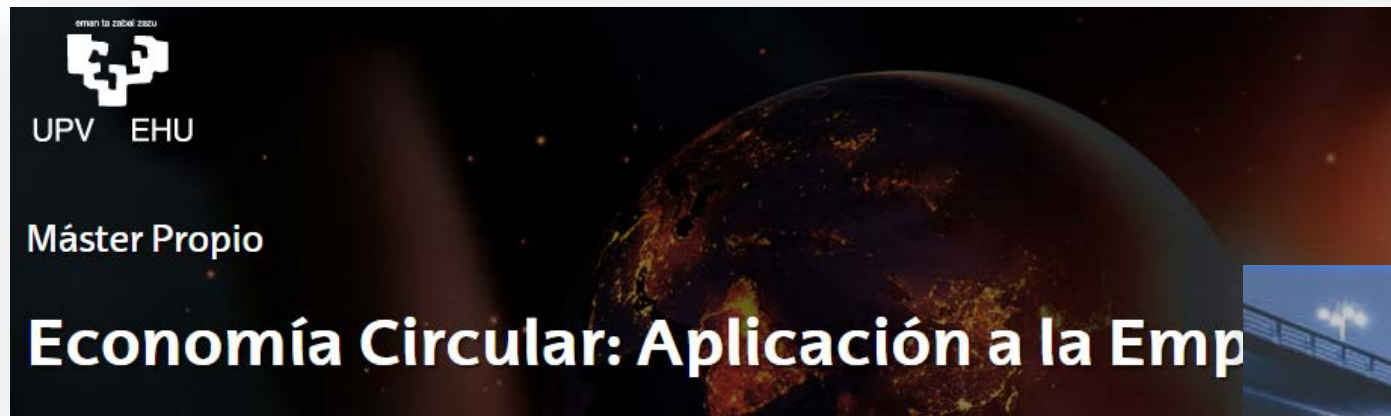 eman ta zabal zazu
UPV EHU
Máster Propio
Economía Circular: Aplicación a la Emp